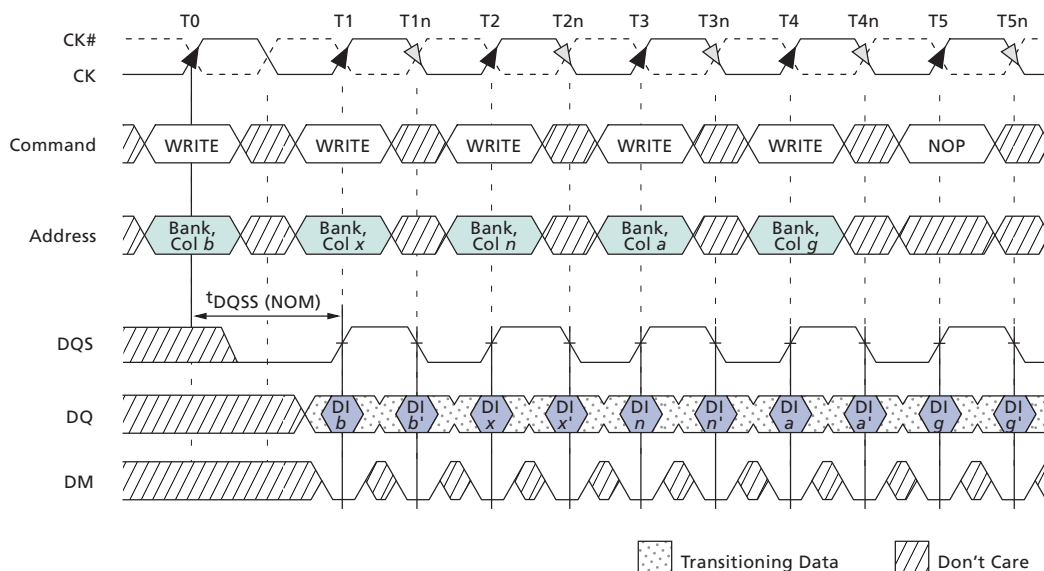 T0 T1 T1n T2 T2n T3 T3n T4 T4n T5 T5n
CK#
CK
Command WRITE WRITE WRITE WRITE WRITE NOP
Address Bank, Col b Bank, Col x Bank, Col n Bank, Col a Bank, Col g
tDQSS (NOM)
DQS
DQ DI b DI b' DI x DI x' DI n DI n' DI a DI a' DI g DI g'
DM
Transitioning Data Don't Care